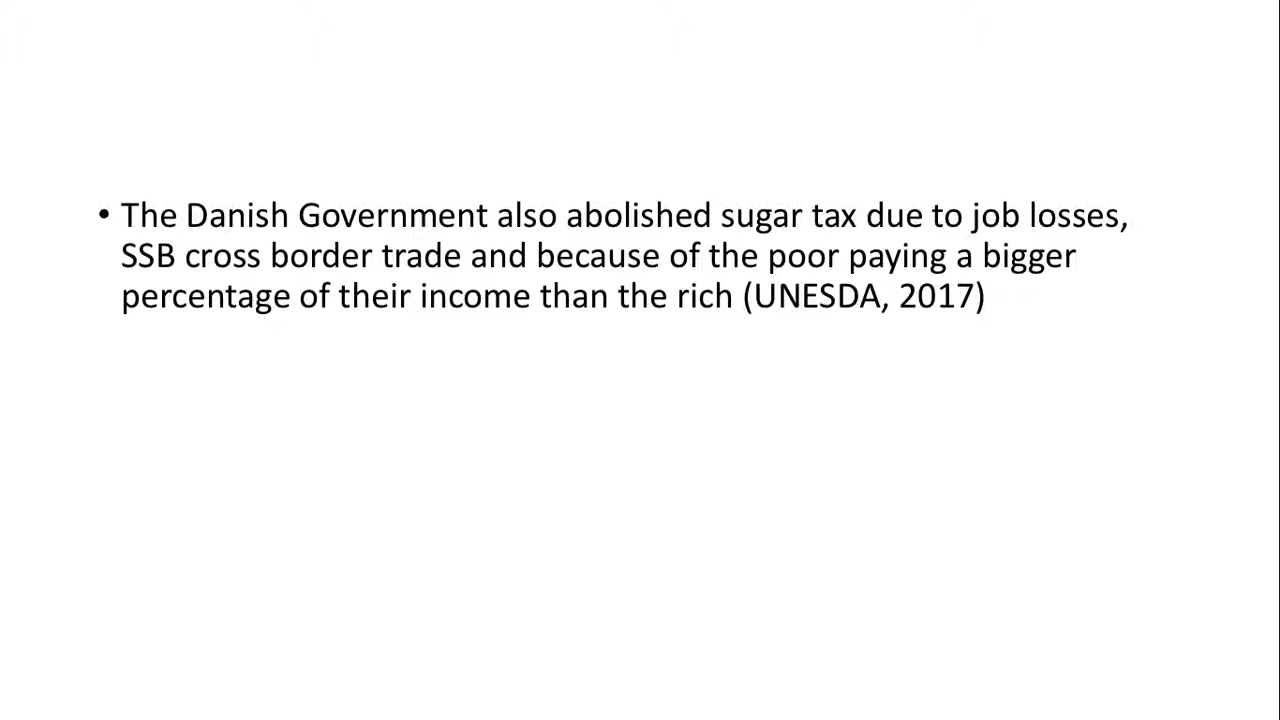 • The Danish Government also abolished sugar tax due to job losses,
SSB cross border trade and because of the poor paying a bigger
percentage of their income than the rich (UNESDA, 2017)